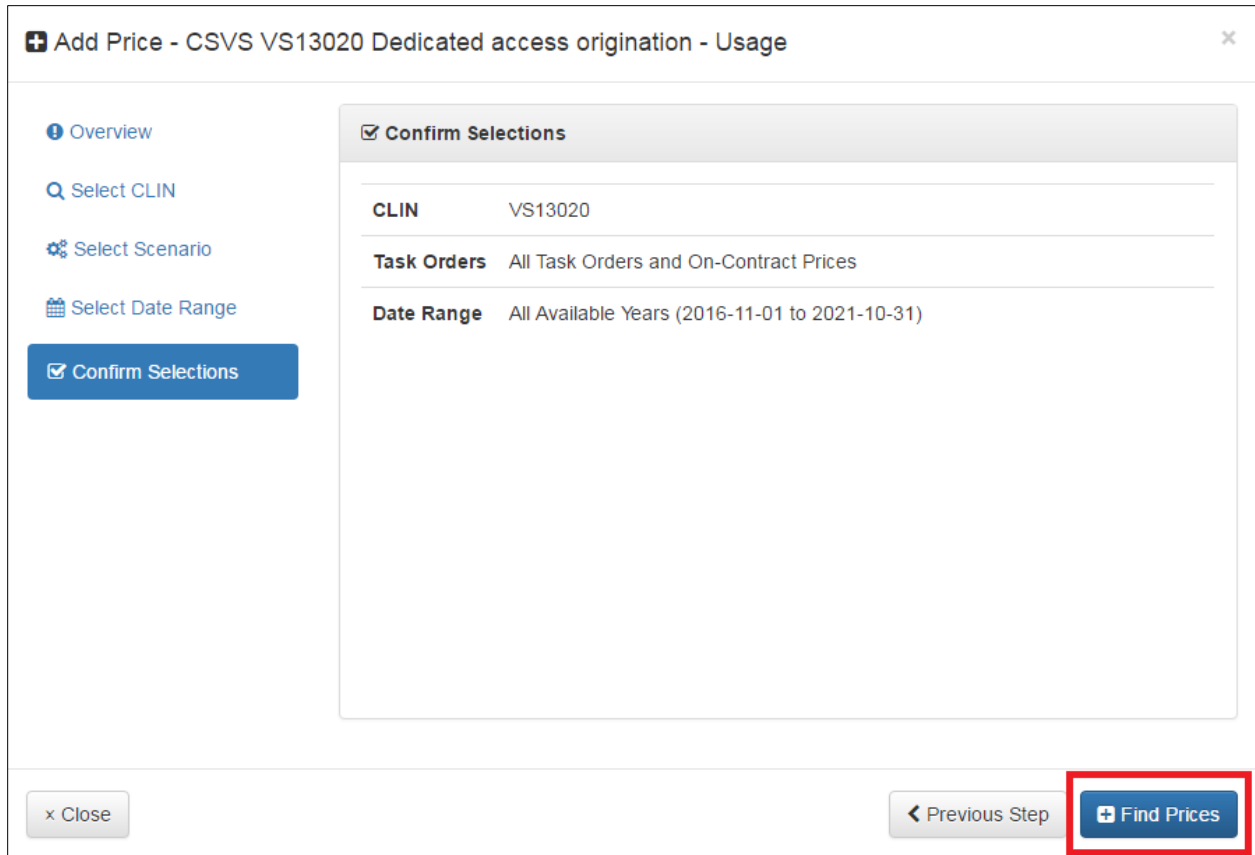 Add Price - CSVS VS13020 Dedicated access origination - Usage ×
Overview
Select CLIN
Select Scenario
Select Date Range
Confirm Selections
Confirm Selections
CLIN VS13020
Task Orders All Task Orders and On-Contract Prices
Date Range All Available Years (2016-11-01 to 2021-10-31)
× Close
Previous Step
Find Prices